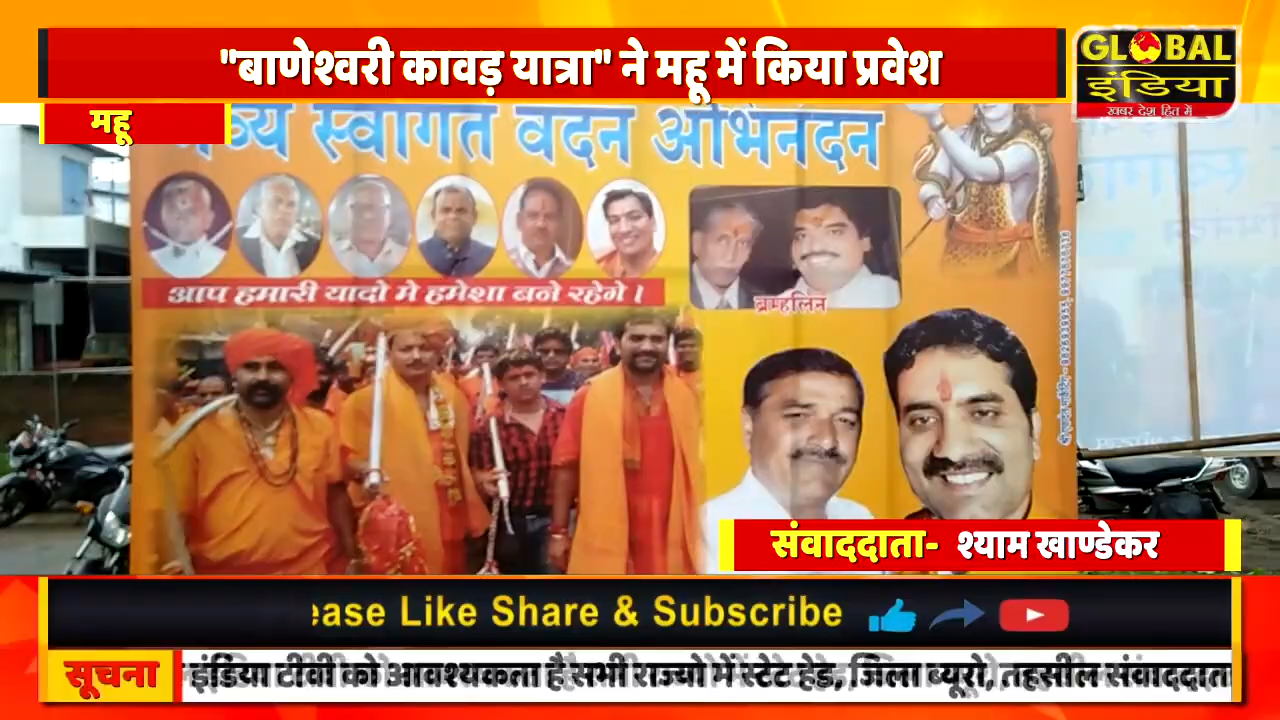 "बाणेश्वरी कावड़ यात्रा" ने महू में किया प्रवेश
GLOBAL
इंडिया
खबर देश हित में
महू
स्वागत वंदन अभिनंदन
आप हमारी यादो मे हमेशा बने रहेगे।
ब्रम्हलिन
संवाददाता- श्याम खाण्डेकर
ease Like Share & Subscribe
सूचना
इंडिया टीवी को आवश्यकता है सभी राज्यो में स्टेट हेड, जिला ब्यूरो, तहसील संवाददाता